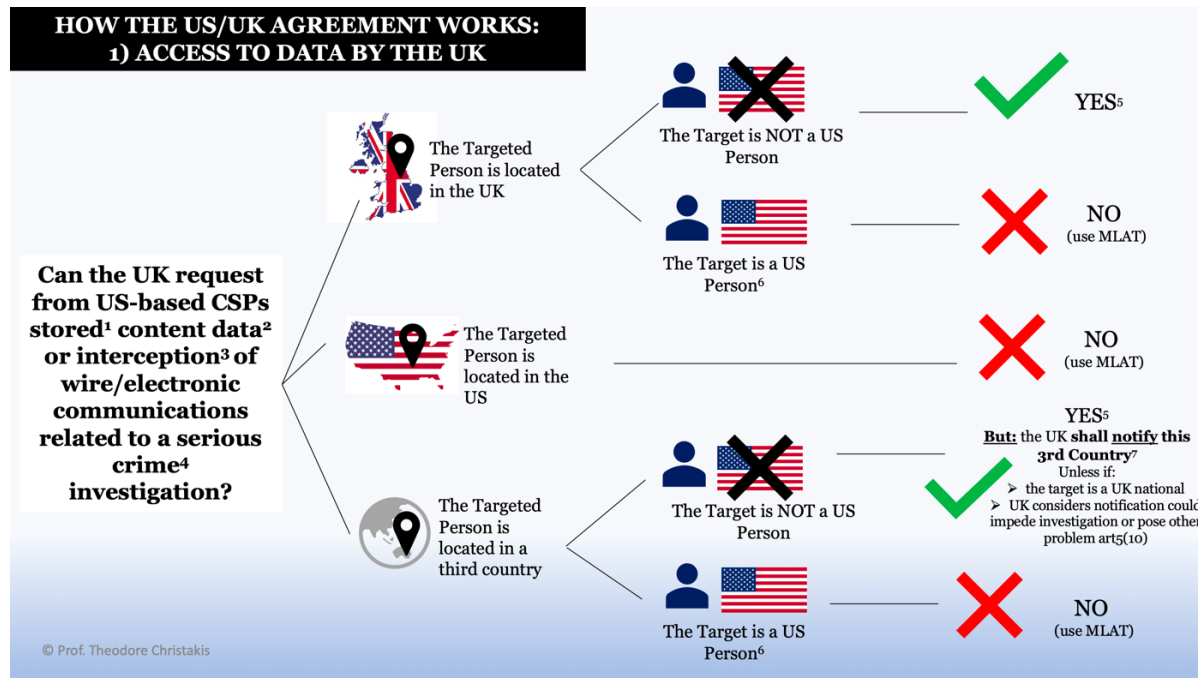 HOW THE US/UK AGREEMENT WORKS:
1) ACCESS TO DATA BY THE UK
Can the UK request
from US-based CSPs
stored¹ content data²
or interception³ of
wire/electronic
communications
related to a serious
crime⁴
investigation?
The Targeted
Person is located
in the UK
The Target is NOT a US
Person
YES⁵
The Target is a US
Person⁶
NO
(use MLAT)
The Targeted
Person is
located in the
US
NO
(use MLAT)
The Targeted
Person is
located in a
third country
The Target is NOT a US
Person
YES⁵
But: the UK shall notify this
3rd Country⁷
Unless if:
➢ the target is a UK national
➢ UK considers notification could
impede investigation or pose other
problem art5(10)
The Target is a US
Person⁶
NO
(use MLAT)
© Prof. Theodore Christakis